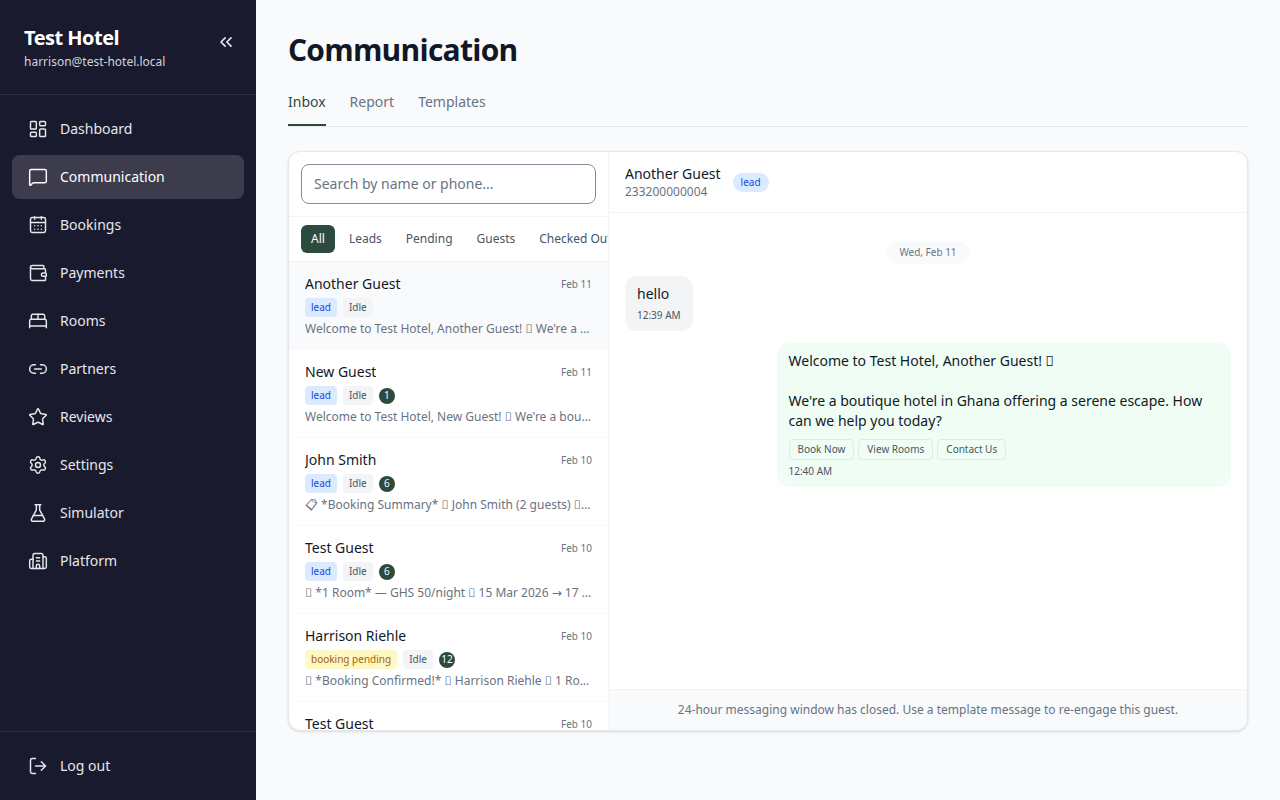 Test Hotel
harrison@test-hotel.local
Dashboard
Communication
Bookings
Payments
Rooms
Partners
Reviews
Settings
Simulator
Platform
Log out
Communication
Inbox
Report
Templates
Search by name or phone...
All
Leads
Pending
Guests
Checked Ou
Another Guest
Feb 11
lead
Idle
Welcome to Test Hotel, Another Guest! ▯ We're a ...
New Guest
Feb 11
lead
Idle
1
Welcome to Test Hotel, New Guest! ▯ We're a bou...
John Smith
Feb 10
lead
Idle
6
📋 *Booking Summary* ▯ John Smith (2 guests) ▯...
Test Guest
Feb 10
lead
Idle
6
▯ *1 Room* — GHS 50/night ▯ 15 Mar 2026 → 17 ...
Harrison Riehle
Feb 10
booking pending
Idle
12
▯ *Booking Confirmed!* ▯ Harrison Riehle ▯ 1 Ro...
Test Guest
Feb 10
Another Guest
233200000004
lead
Wed, Feb 11
hello
12:39 AM
Welcome to Test Hotel, Another Guest! ▯
We're a boutique hotel in Ghana offering a serene escape. How
can we help you today?
Book Now
View Rooms
Contact Us
12:40 AM
24-hour messaging window has closed. Use a template message to re-engage this guest.